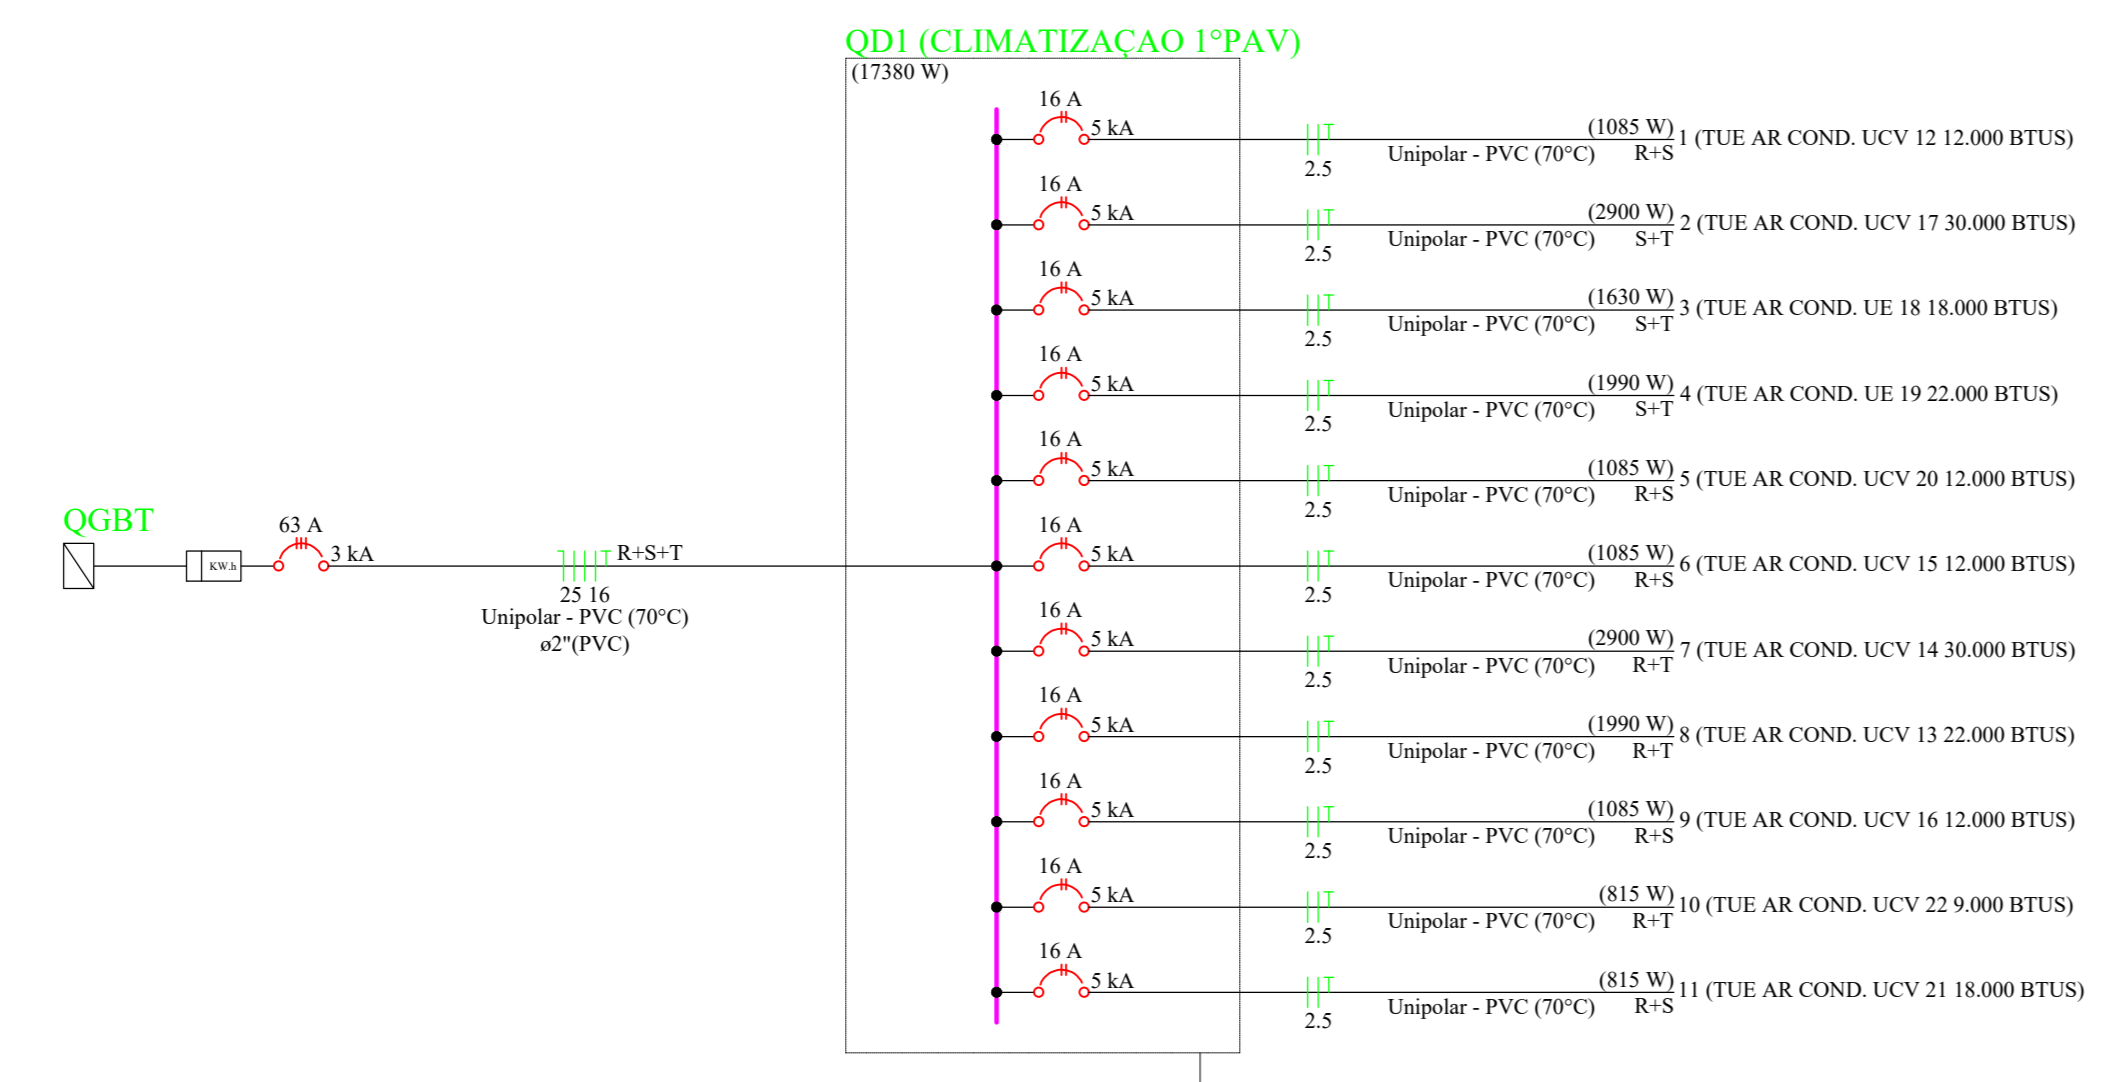 QD1 (CLIMATIZAÇAO 1°PAV)
(17380 W)
16 A
5 kA
2.5
Unipolar - PVC (70°C)
(1085 W)
R+S
1 (TUE AR COND. UCV 12 12.000 BTUS)
16 A
5 kA
2.5
Unipolar - PVC (70°C)
(2900 W)
S+T
2 (TUE AR COND. UCV 17 30.000 BTUS)
16 A
5 kA
2.5
Unipolar - PVC (70°C)
(1630 W)
S+T
3 (TUE AR COND. UE 18 18.000 BTUS)
16 A
5 kA
2.5
Unipolar - PVC (70°C)
(1990 W)
S+T
4 (TUE AR COND. UE 19 22.000 BTUS)
16 A
5 kA
2.5
Unipolar - PVC (70°C)
(1085 W)
R+S
5 (TUE AR COND. UCV 20 12.000 BTUS)
QGBT
KW.h
63 A
3 kA
R+S+T
25 16
Unipolar - PVC (70°C)
ø2"(PVC)
16 A
5 kA
2.5
Unipolar - PVC (70°C)
(1085 W)
R+S
6 (TUE AR COND. UCV 15 12.000 BTUS)
16 A
5 kA
2.5
Unipolar - PVC (70°C)
(2900 W)
R+T
7 (TUE AR COND. UCV 14 30.000 BTUS)
16 A
5 kA
2.5
Unipolar - PVC (70°C)
(1990 W)
R+T
8 (TUE AR COND. UCV 13 22.000 BTUS)
16 A
5 kA
2.5
Unipolar - PVC (70°C)
(1085 W)
R+S
9 (TUE AR COND. UCV 16 12.000 BTUS)
16 A
5 kA
2.5
Unipolar - PVC (70°C)
(815 W)
R+T
10 (TUE AR COND. UCV 22 9.000 BTUS)
16 A
5 kA
2.5
Unipolar - PVC (70°C)
(815 W)
R+S
11 (TUE AR COND. UCV 21 18.000 BTUS)